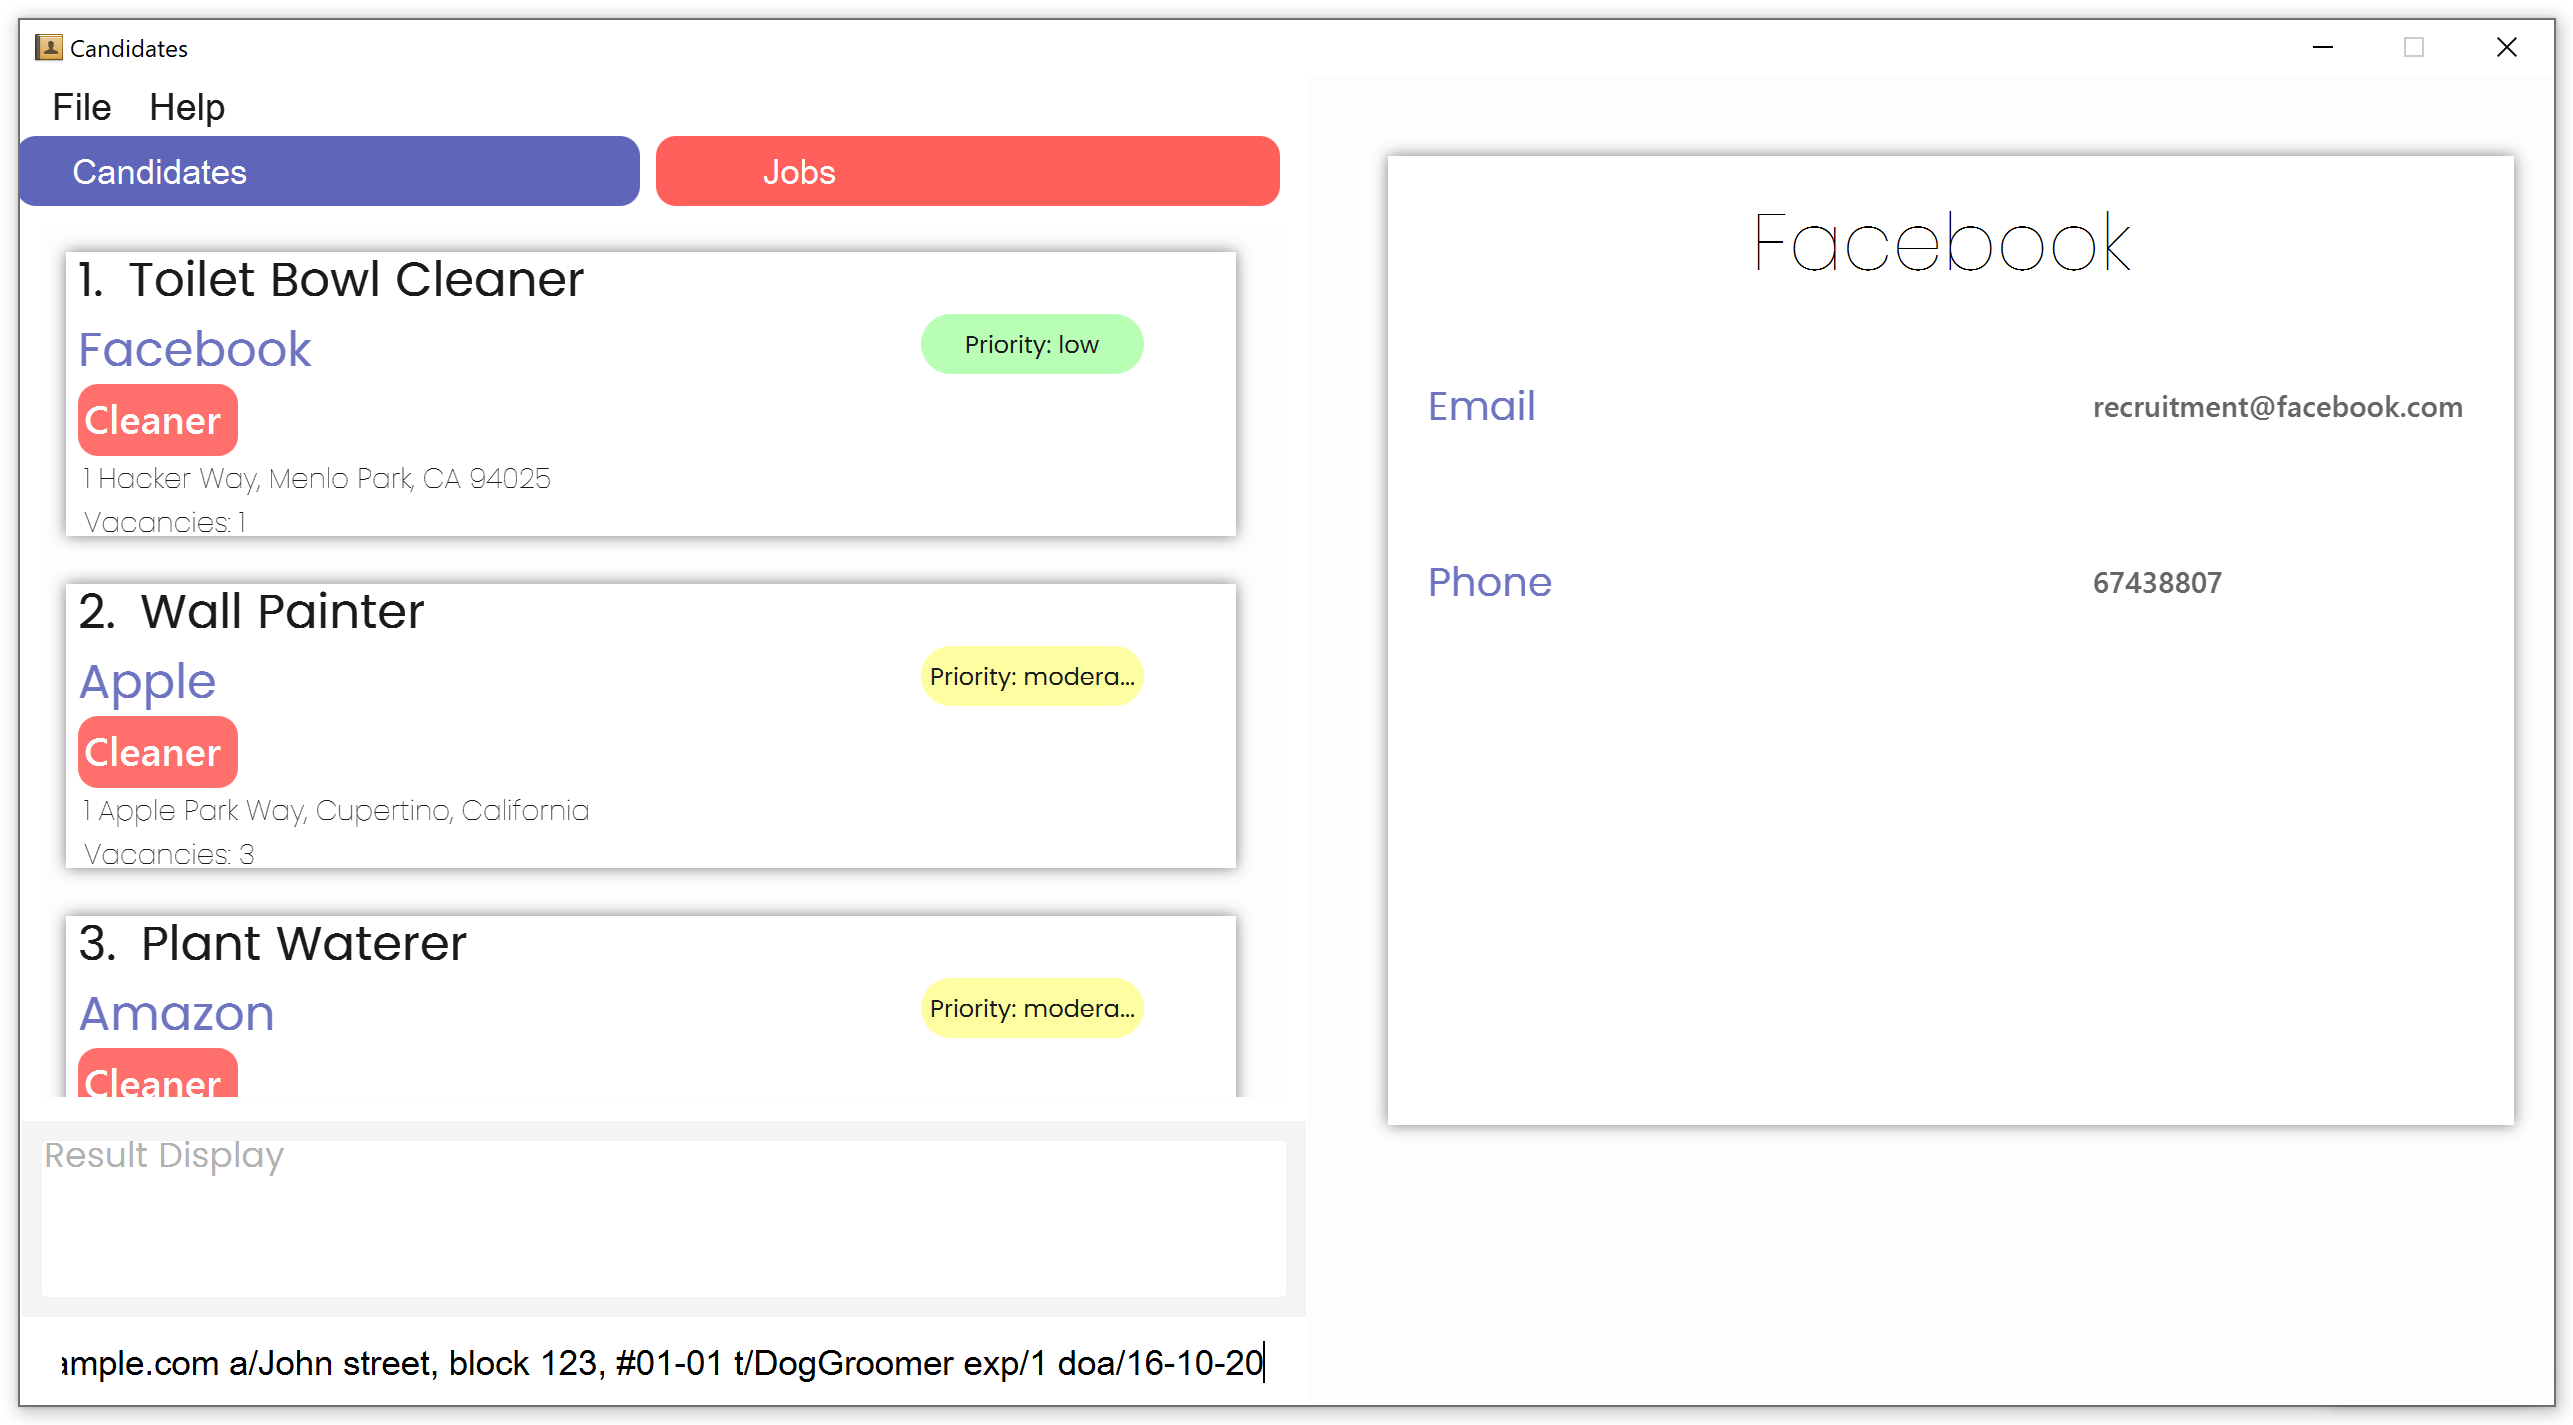 Candidates
File Help
Candidates
Jobs
1. Toilet Bowl Cleaner
Facebook
Priority: low
Cleaner
1 Hacker Way, Menlo Park, CA 94025
Vacancies: 1
2. Wall Painter
Apple
Priority: modera...
Cleaner
1 Apple Park Way, Cupertino, California
Vacancies: 3
3. Plant Waterer
Amazon
Priority: modera...
Cleaner
Result Display
ample.com a/John street, block 123, #01-01 t/DogGroomer exp/1 doa/16-10-20
Facebook
Email recruitment@facebook.com
Phone 67438807